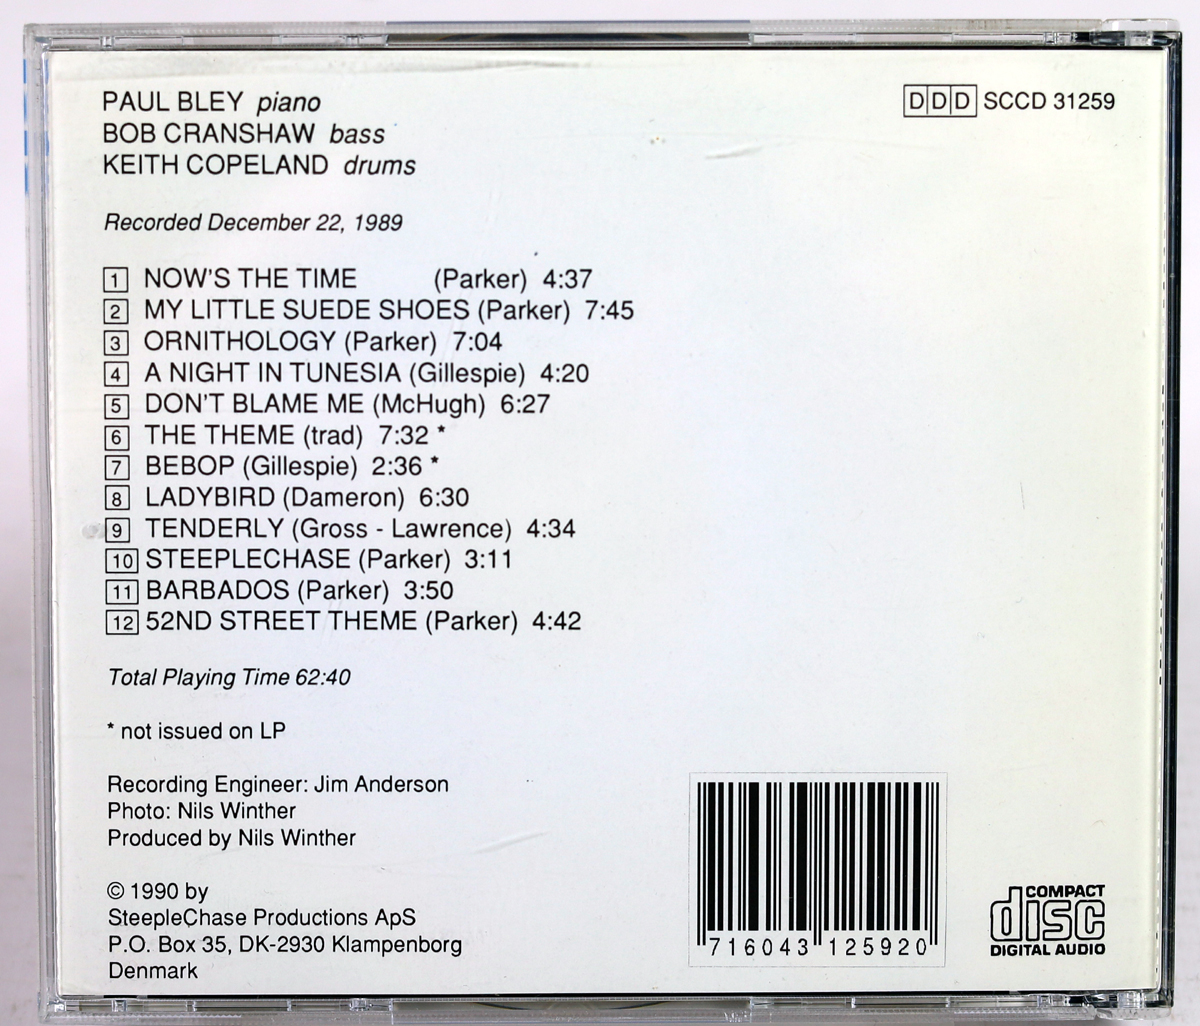 PAUL BLEY piano
BOB CRANSHAW bass
KEITH COPELAND drums
DDD SCCD 31259
Recorded December 22, 1989
1 NOW'S THE TIME (Parker) 4:37
2 MY LITTLE SUEDE SHOES (Parker) 7:45
3 ORNITHOLOGY (Parker) 7:04
4 A NIGHT IN TUNESIA (Gillespie) 4:20
5 DON'T BLAME ME (McHugh) 6:27
6 THE THEME (trad) 7:32 *
7 BEBOP (Gillespie) 2:36 *
8 LADYBIRD (Dameron) 6:30
9 TENDERLY (Gross - Lawrence) 4:34
10 STEEPLECHASE (Parker) 3:11
11 BARBADOS (Parker) 3:50
12 52ND STREET THEME (Parker) 4:42
Total Playing Time 62:40
* not issued on LP
Recording Engineer: Jim Anderson
Photo: Nils Winther
Produced by Nils Winther
© 1990 by
SteepleChase Productions ApS
P.O. Box 35, DK-2930 Klampenborg
Denmark
716043 125920
COMPACT
disc
DIGITAL AUDIO